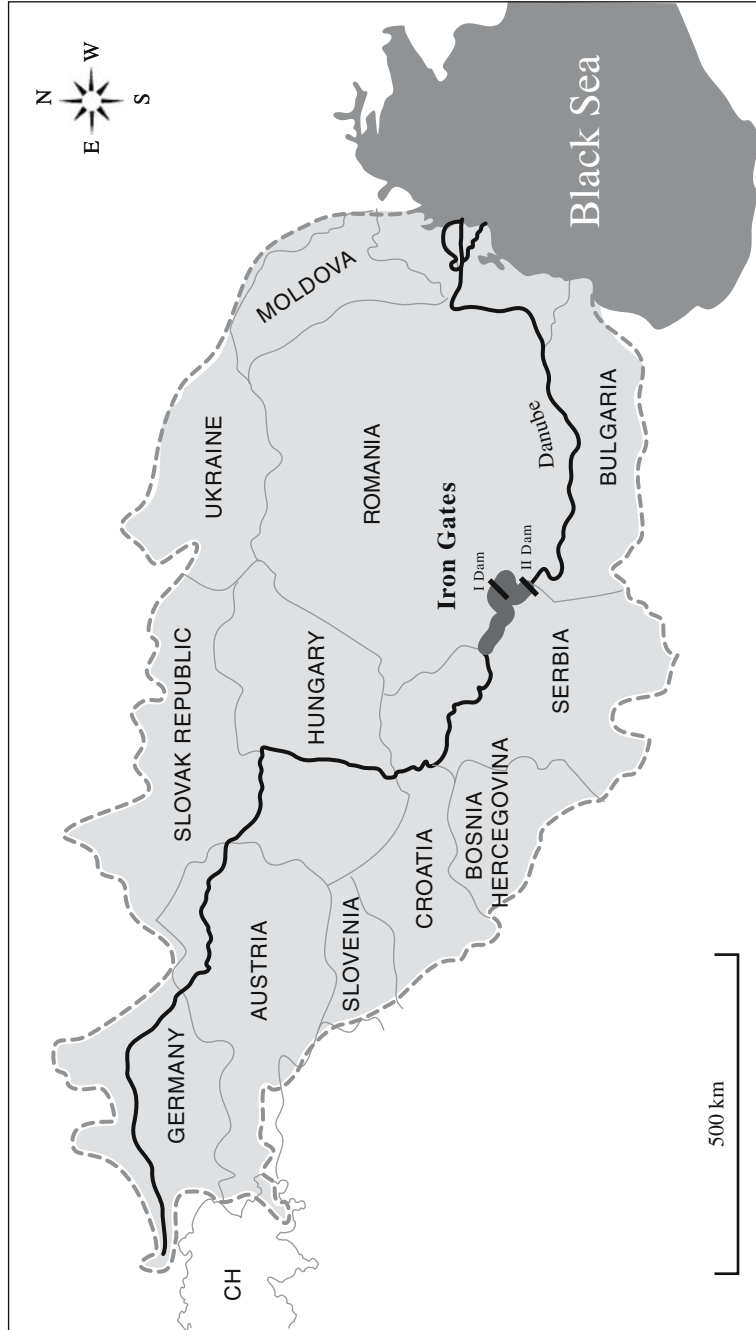 N
E
W
S
Black Sea
MOLDOVA
UKRAINE
ROMANIA
Danube
BULGARIA
Iron Gates
I Dam
II Dam
SLOVAK REPUBLIC
HUNGARY
SERBIA
BOSNIA
HERCEGOVINA
CROATIA
SLOVENIA
AUSTRIA
GERMANY
CH
500 km